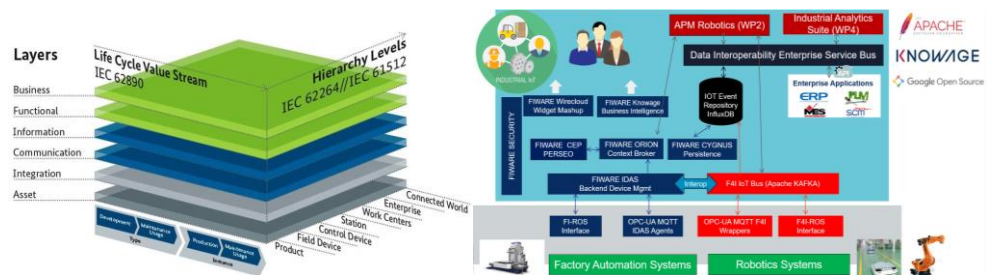 Layers
Life Cycle Value Stream
IEC 62890
Hierarchy Levels
IEC 62264//IEC 61512
Business
Functional
Information
Communication
Integration
Asset
Connected World
Enterprise
Work Centers
Station
Control Device
Field Device
Product
Development
Maintenance
Usage
Type
Production
Maintenance
Usage
Instance
INDUSTRIAL IoT
APM Robotics (WP2)
Industrial Analytics
Suite (WP4)
Data Interoperability Enterprise Service Bus
APACHE
KNOWAGE
Google Open Source
Enterprise Applications
ERP
PLM
MES
SCM
IOT Event
Repository
InfluxDB
FIWARE Wirecloud
Widget Mashup
FIWARE Knowage
Business Intelligence
FIWARE SECURITY
FIWARE CEP
PERSEO
FIWARE ORION
Context Broker
FIWARE CYGNUS
Persistence
FIWARE IDAS
Backend Device Mgmt
Interop
F4I IoT Bus (Apache KAFKA)
FI-ROS
Interface
OPC-UA MQTT
IDAS Agents
OPC-UA MQTT F4I
Wrappers
F4I-ROS
Interface
Factory Automation Systems
Robotics Systems